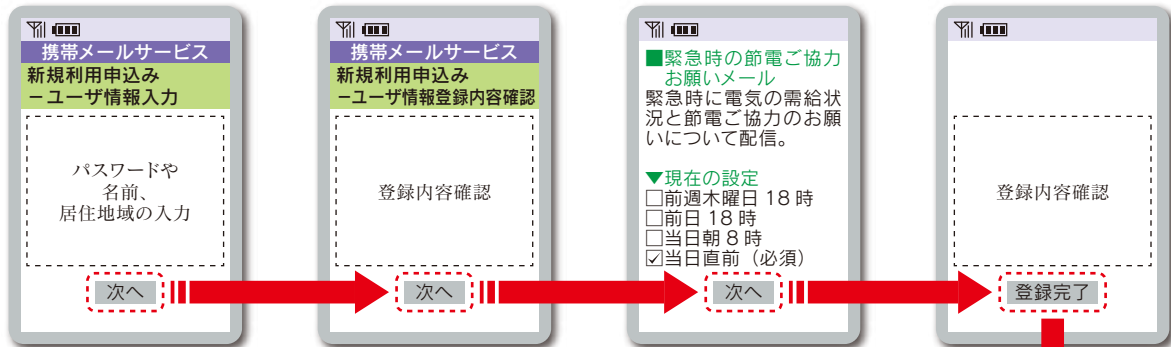 携帯メールサービス
新規利用申込み
−ユーザ情報入力
パスワードや
名前、
居住地域の入力
次へ
携帯メールサービス
新規利用申込み
−ユーザ情報登録内容確認
登録内容確認
次へ
■緊急時の節電ご協力
お願いメール
緊急時に電気の需給状
況と節電ご協力のお願
いについて配信。
▼現在の設定
□前週木曜日 18 時
□前日 18 時
□当日朝 8 時
☑当日直前（必須）
次へ
登録内容確認
登録完了